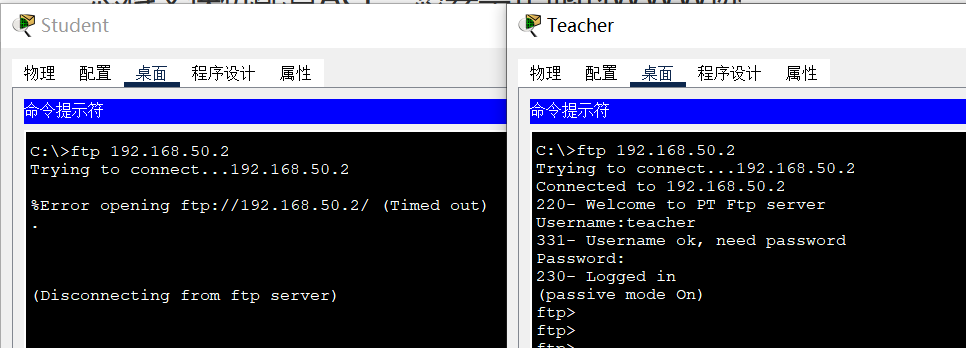 Student
物理 配置 桌面 程序设计 属性
命令提示符
C:\>ftp 192.168.50.2
Trying to connect...192.168.50.2
%Error opening ftp://192.168.50.2/ (Timed out)
.
(Disconnecting from ftp server)
Teacher
物理 配置 桌面 程序设计 属性
命令提示符
C:\>ftp 192.168.50.2
Trying to connect...192.168.50.2
Connected to 192.168.50.2
220- Welcome to PT Ftp server
Username:teacher
331- Username ok, need password
Password:
230- Logged in
(passive mode On)
ftp>
ftp>
ftp>